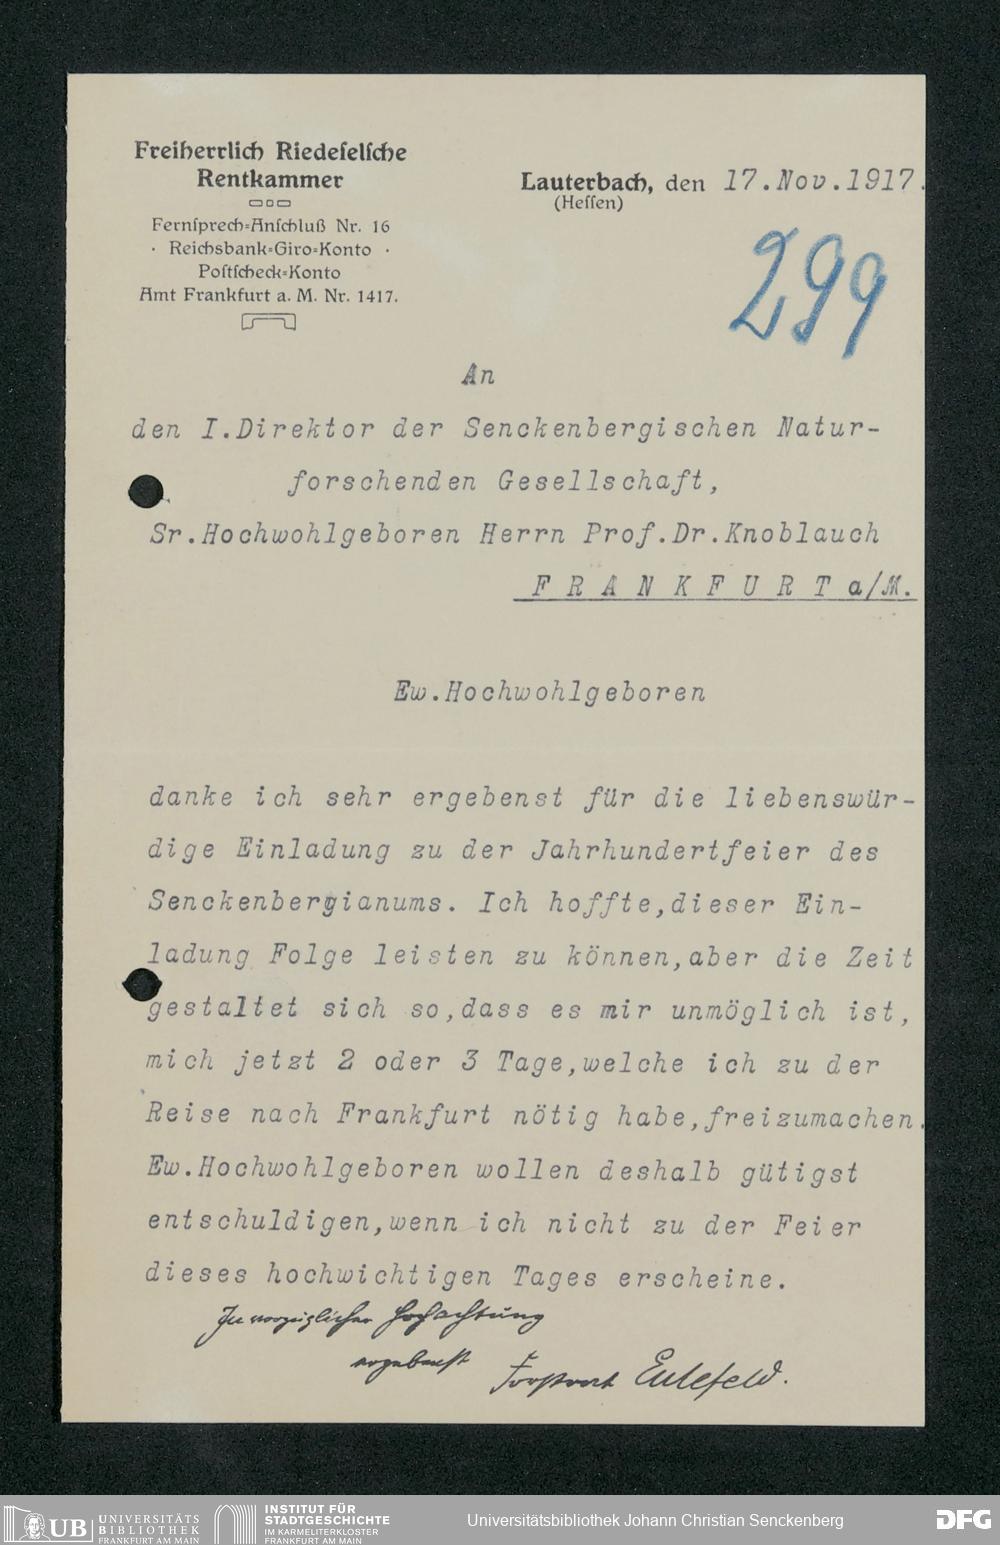 Freiherrlich Riedeſelſche
Rentkammer
Fernſprech=Anſchluß Nr. 16
· Reichsbank=Giro=Konto ·
Poſtſcheck=Konto
Amt Frankfurt a. M. Nr. 1417.
Lauterbach, den 17.Nov.1917.
(Heſſen)
299
An
den I.Direktor der Senckenbergischen Natur-
forschenden Gesellschaft,
Sr.Hochwohlgeboren Herrn Prof.Dr.Knoblauch
F R A N K F U R T a/M.
Ew.Hochwohlgeboren
danke ich sehr ergebenst für die liebenswür-
dige Einladung zu der Jahrhundertfeier des
Senckenbergianums. Ich hoffte,dieser Ein-
ladung Folge leisten zu können,aber die Zeit
gestaltet sich so,dass es mir unmöglich ist,
mich jetzt 2 oder 3 Tage,welche ich zu der
Reise nach Frankfurt nötig habe,freizumachen.
Ew.Hochwohlgeboren wollen deshalb gütigst
entschuldigen,wenn ich nicht zu der Feier
dieses hochwichtigen Tages erscheine.
In vorzüglicher Hochachtung
ergebenst Forstrat Eulefeld.
UB UNIVERSITÄTS
BIBLIOTHEK
FRANKFURT AM MAIN
INSTITUT FÜR
STADTGESCHICHTE
IM KARMELITERKLOSTER
FRANKFURT AM MAIN
Universitätsbibliothek Johann Christian Senckenberg
DFG